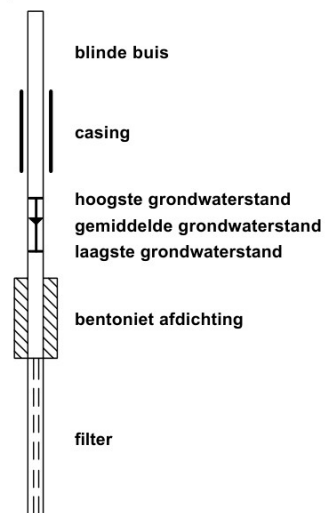 blinde buis
casing
hoogste grondwaterstand
gemiddelde grondwaterstand
laagste grondwaterstand
bentoniet afdichting
filter